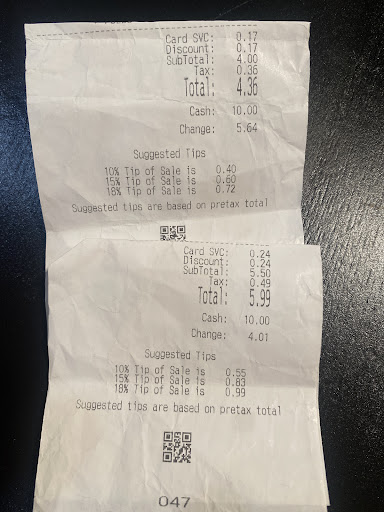 Card SVC: 0.17
Discount: 0.17
SubTotal: 4.00
Tax: 0.36
Total: 4.36
Cash: 10.00
Change: 5.64
Suggested Tips
10% Tip of Sale is 0.40
15% Tip of Sale is 0.60
18% Tip of Sale is 0.72
Suggested tips are based on pretax total
Card SVC: 0.24
Discount: 0.24
SubTotal: 5.50
Tax: 0.49
Total: 5.99
Cash: 10.00
Change: 4.01
Suggested Tips
10% Tip of Sale is 0.55
15% Tip of Sale is 0.83
18% Tip of Sale is 0.99
Suggested tips are based on pretax total
047